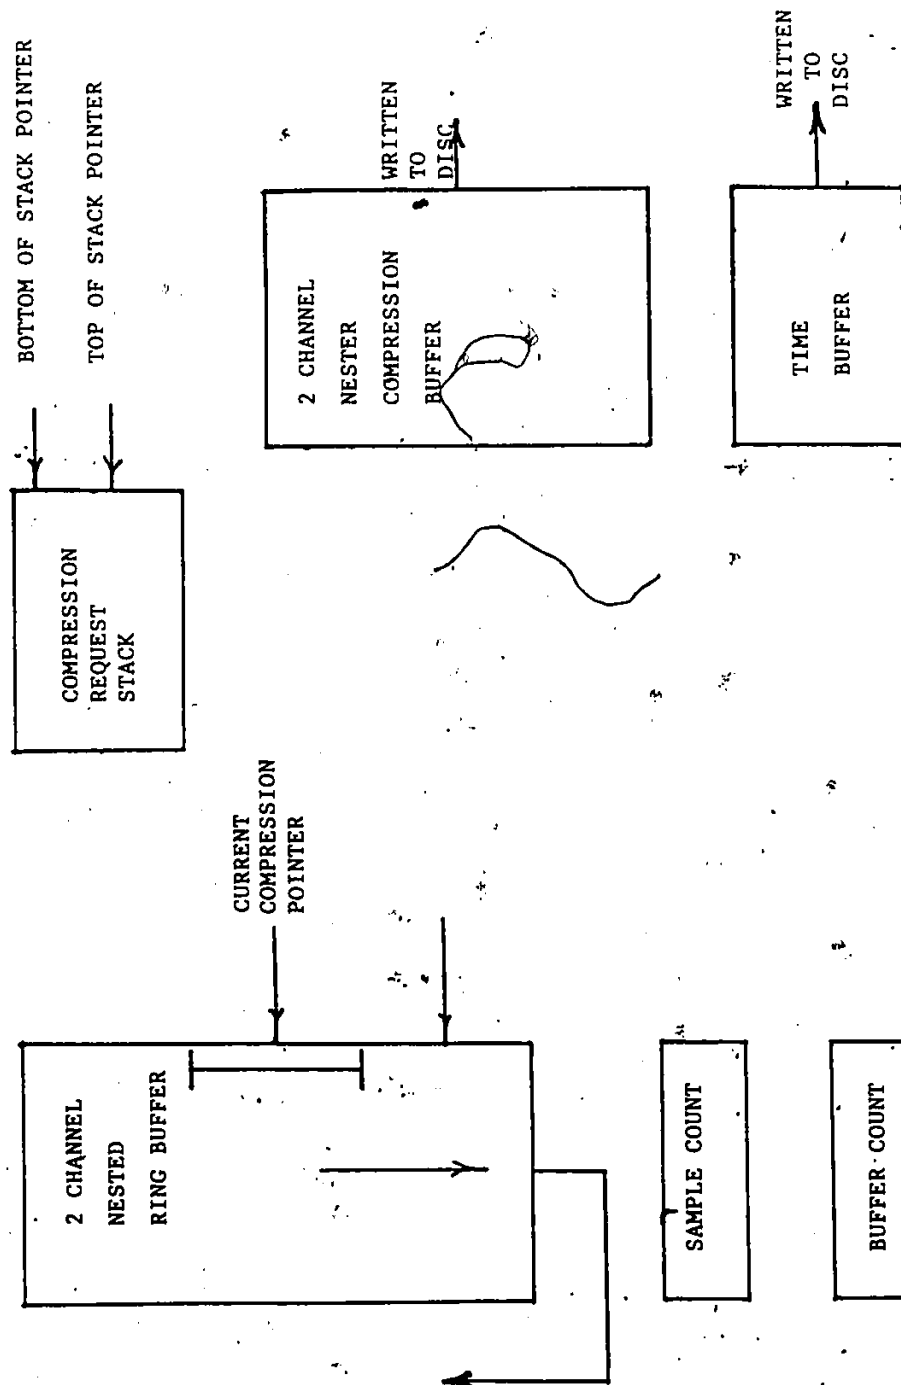 2 CHANNEL
NESTED
RING BUFFER
CURRENT
COMPRESSION
POINTER
COMPRESSION
REQUEST
STACK
BOTTOM OF STACK POINTER
TOP OF STACK POINTER
2 CHANNEL
NESTER
COMPRESSION
BUFFER
WRITTEN
TO
DISC
SAMPLE COUNT
BUFFER COUNT
TIME
BUFFER
WRITTEN
TO
DISC